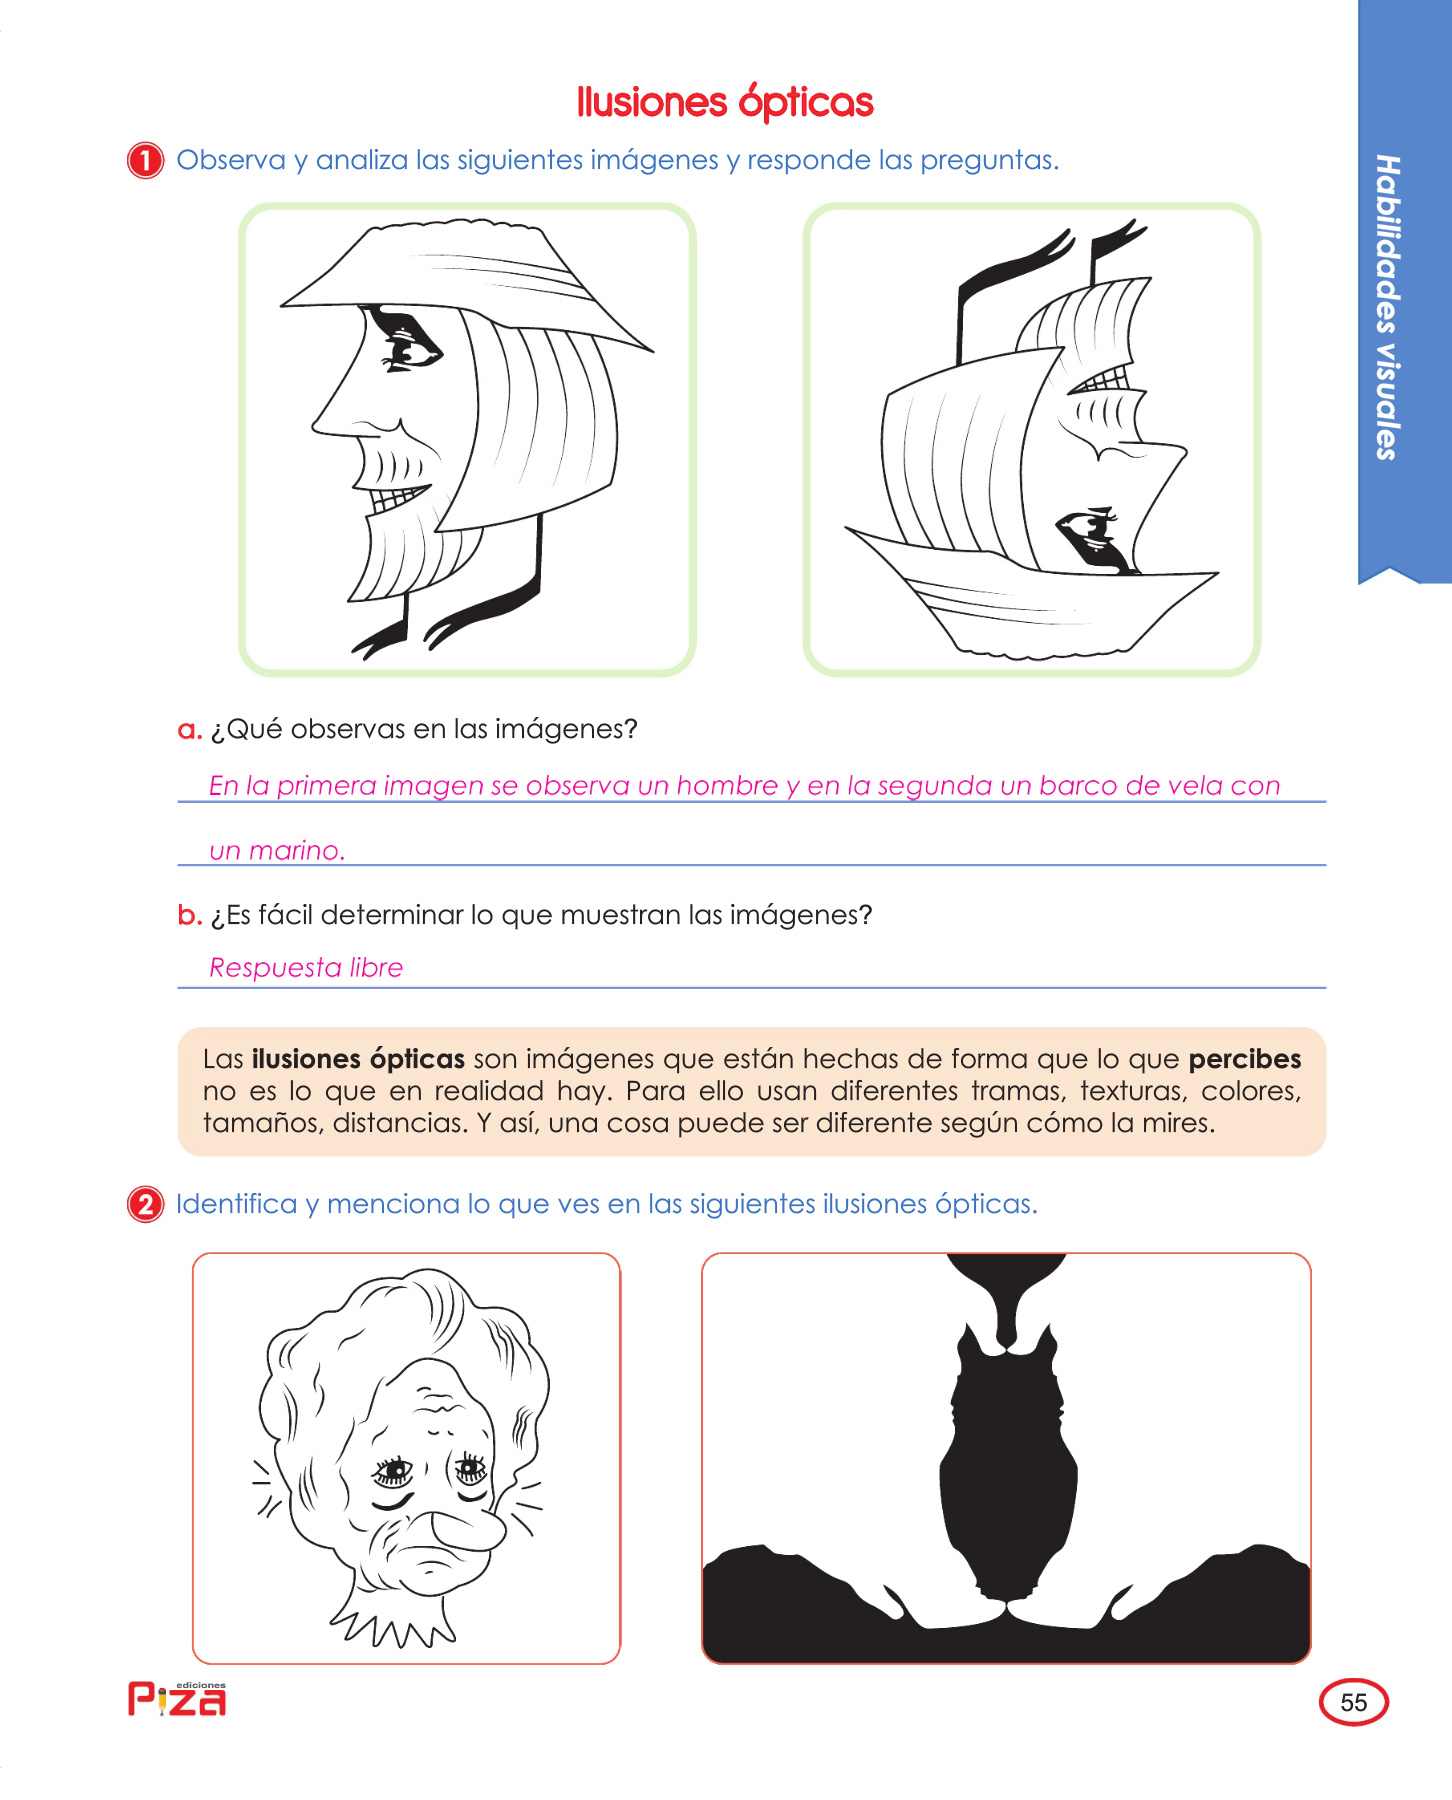 Ilusiones ópticas
1 Observa y analiza las siguientes imágenes y responde las preguntas.
Habilidades visuales
a. ¿Qué observas en las imágenes?
En la primera imagen se observa un hombre y en la segunda un barco de vela con
un marino.
b. ¿Es fácil determinar lo que muestran las imágenes?
Respuesta libre
Las ilusiones ópticas son imágenes que están hechas de forma que lo que percibes
no es lo que en realidad hay. Para ello usan diferentes tramas, texturas, colores,
tamaños, distancias. Y así, una cosa puede ser diferente según cómo la mires.
2 Identifica y menciona lo que ves en las siguientes ilusiones ópticas.
ediciones
Piza
55